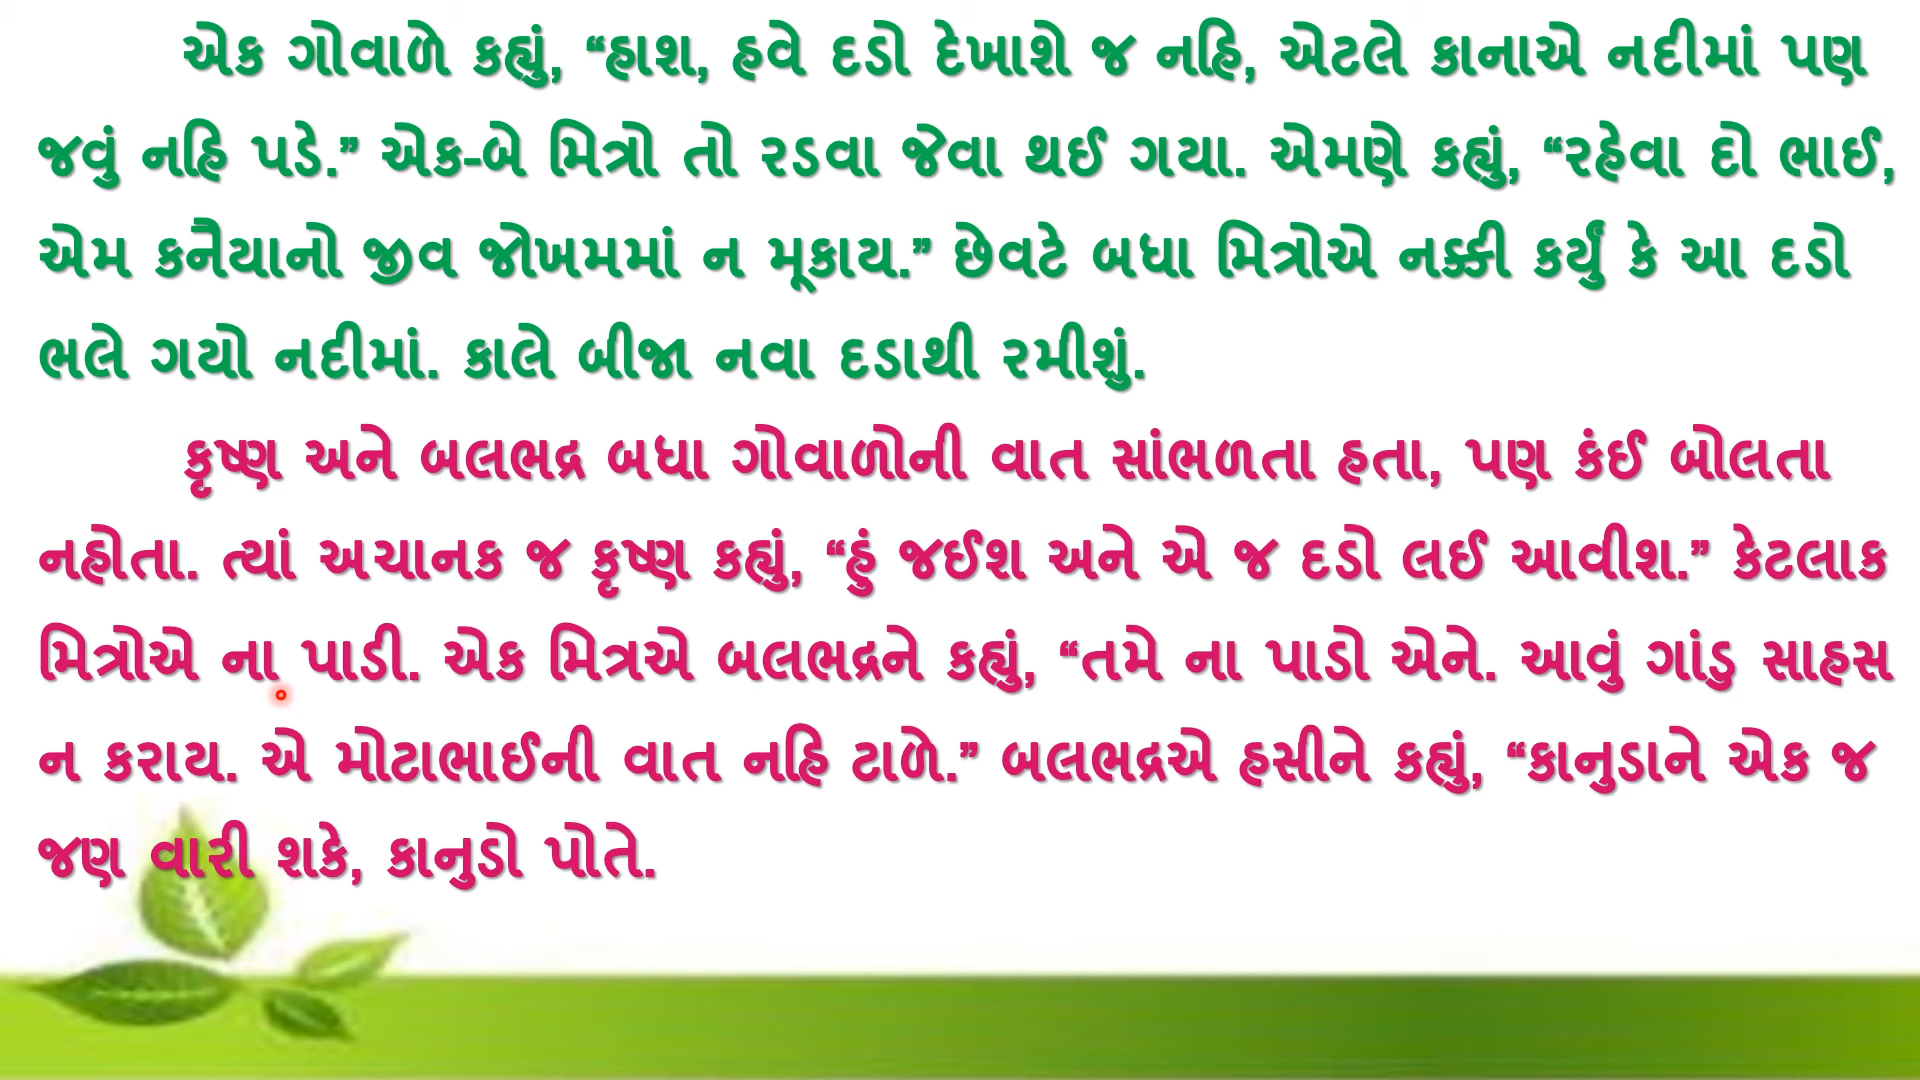 એક ગોવાળે કહ્યું, “હાશ, હવે દડો દેખાશે જ નહિ, એટલે કાનાએ નદીમાં પણ
જવું નહિ પડે.” એક-બે મિત્રો તો રડવા જેવા થઈ ગયા. એમણે કહ્યું, “રહેવા દો ભાઈ,
એમ કનૈયાનો જીવ જોખમમાં ન મૂકાય.” છેવટે બધા મિત્રોએ નક્કી કર્યું કે આ દડો
ભલે ગયો નદીમાં. કાલે બીજા નવા દડાથી રમીશું.
કૃષ્ણ અને બલભદ્ર બધા ગોવાળોની વાત સાંભળતા હતા, પણ કંઈ બોલતા
નહોતા. ત્યાં અચાનક જ કૃષ્ણ કહ્યું, “હું જઈશ અને એ જ દડો લઈ આવીશ.” કેટલાક
મિત્રોએ ના પાડી. એક મિત્રએ બલભદ્રને કહ્યું, “તમે ના પાડો એને. આવું ગાંડુ સાહસ
ન કરાય. એ મોટાભાઈની વાત નહિ ટાળે.” બલભદ્રએ હસીને કહ્યું, “કાનુડાને એક જ
જણ વારી શકે, કાનુડો પોતે.